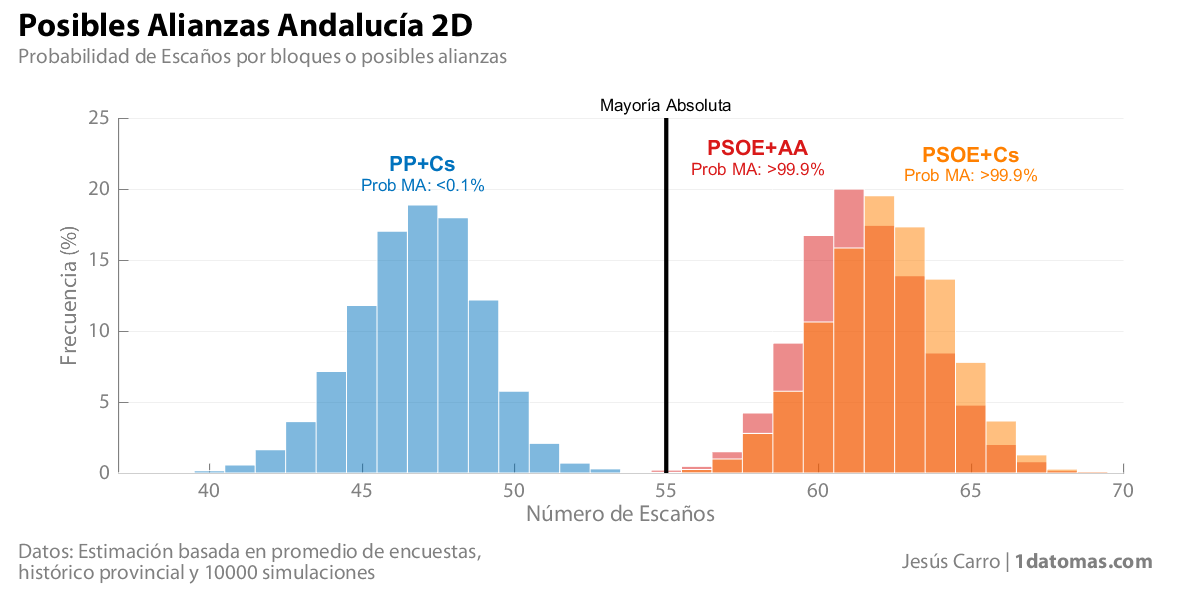 Posibles Alianzas Andalucía 2D
Probabilidad de Escaños por bloques o posibles alianzas
Mayoría Absoluta
PP+Cs
Prob MA: <0.1%
PSOE+AA
Prob MA: >99.9%
PSOE+Cs
Prob MA: >99.9%
Frecuencia (%)
25
20
15
10
5
0
40 45 50 55 60 65 70
Número de Escaños
Datos: Estimación basada en promedio de encuestas,
histórico provincial y 10000 simulaciones
Jesús Carro | 1datomas.com